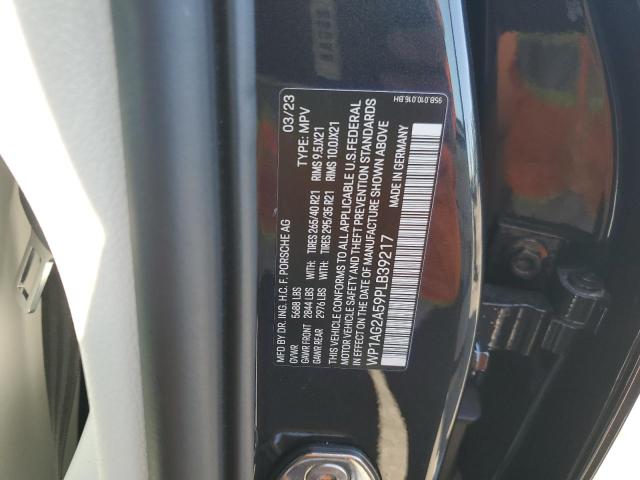 MFD BY: DR. ING. H.C. F. PORSCHE AG 03/23
GVWR 5688 LBS TYPE: MPV
GAWR FRONT 2844 LBS WITH: TIRES 265/40 R21 RIMS 9.5JX21
GAWR REAR 2974 LBS WITH: TIRES 295/35 R21 RIMS 10.0JX21
THIS VEHICLE CONFORMS TO ALL APPLICABLE U.S.FEDERAL
MOTOR VEHICLE SAFETY AND THEFT PREVENTION STANDARDS
IN EFFECT ON THE DATE OF MANUFACTURE SHOWN ABOVE
WP1AG2A59PLB39217 MADE IN GERMANY
95B.010.016.BH